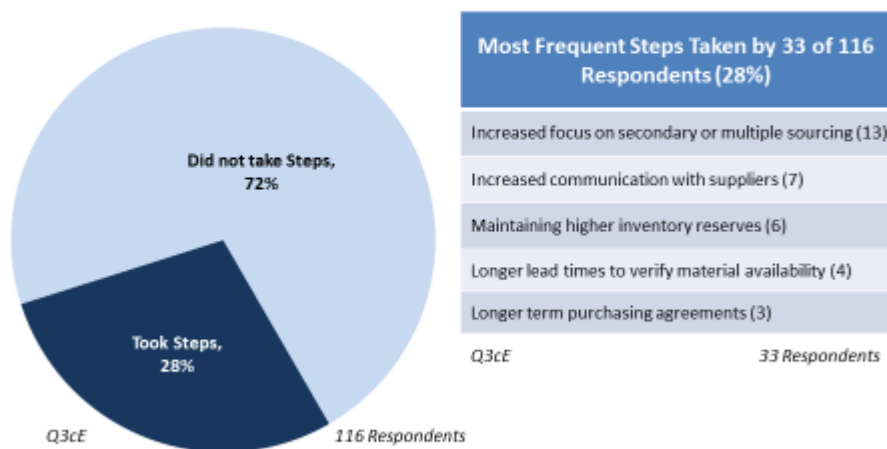 Did not take Steps,
72%
Took Steps,
28%
Q3cE
116 Respondents
Most Frequent Steps Taken by 33 of 116
Respondents (28%)
Increased focus on secondary or multiple sourcing (13)
Increased communication with suppliers (7)
Maintaining higher inventory reserves (6)
Longer lead times to verify material availability (4)
Longer term purchasing agreements (3)
Q3cE
33 Respondents